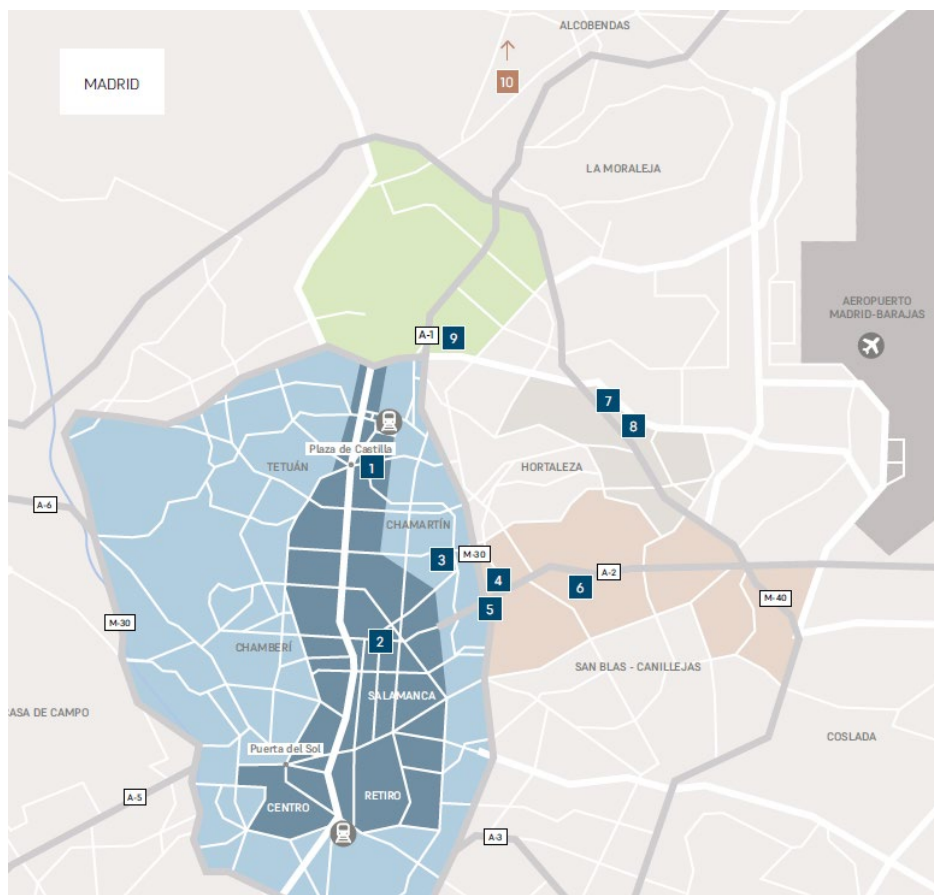 ALCOBENDAS
MADRID
10
LA MORALEJA
AEROPUERTO
MADRID-BARAJAS
A-1
9
7
8
Plaza de Castilla
TETUÁN
1
HORTALEZA
A-6
CHAMARTÍN
3
M-30
4
A-2
6
5
M-40
M-30
2
CHAMBERÍ
SAN BLAS - CANILLEJAS
SALAMANCA
CASA DE CAMPO
COSLADA
Puerta del Sol
A-5
CENTRO
RETIRO
A-3